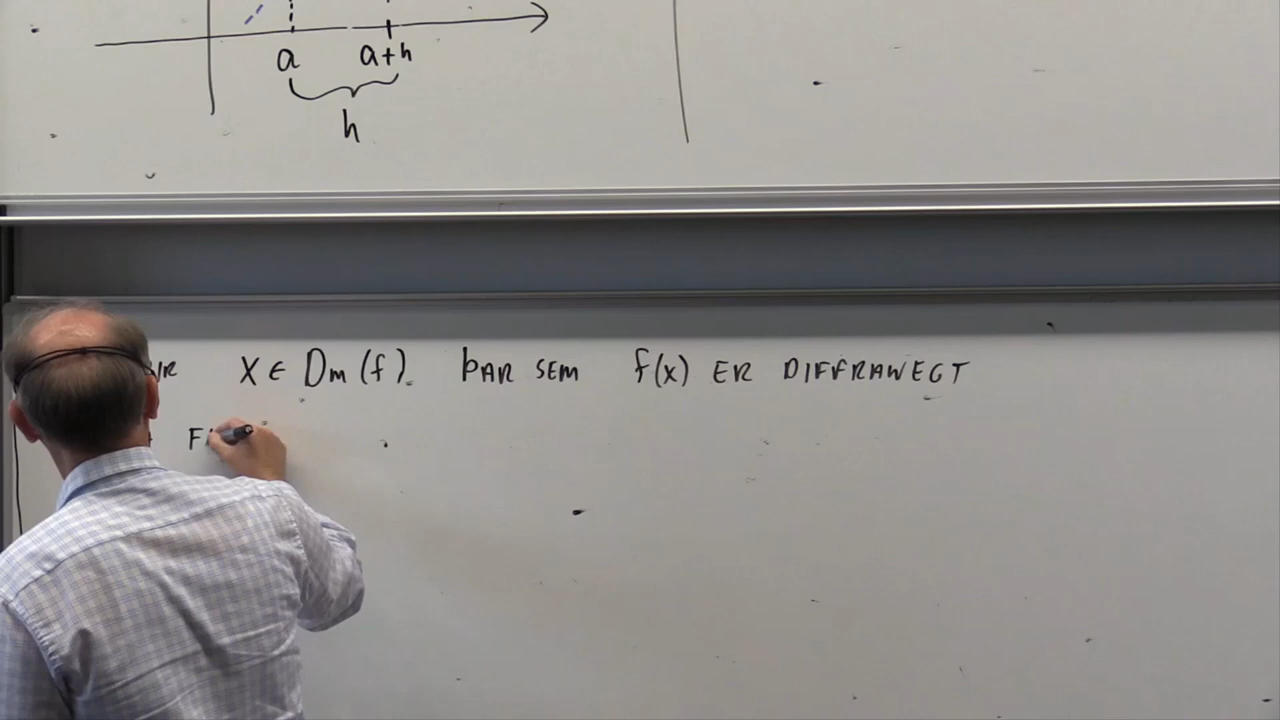 a a+h
h
x ∈ Dm(f) ÞAR SEM f(x) ER DIFFRANLEGT